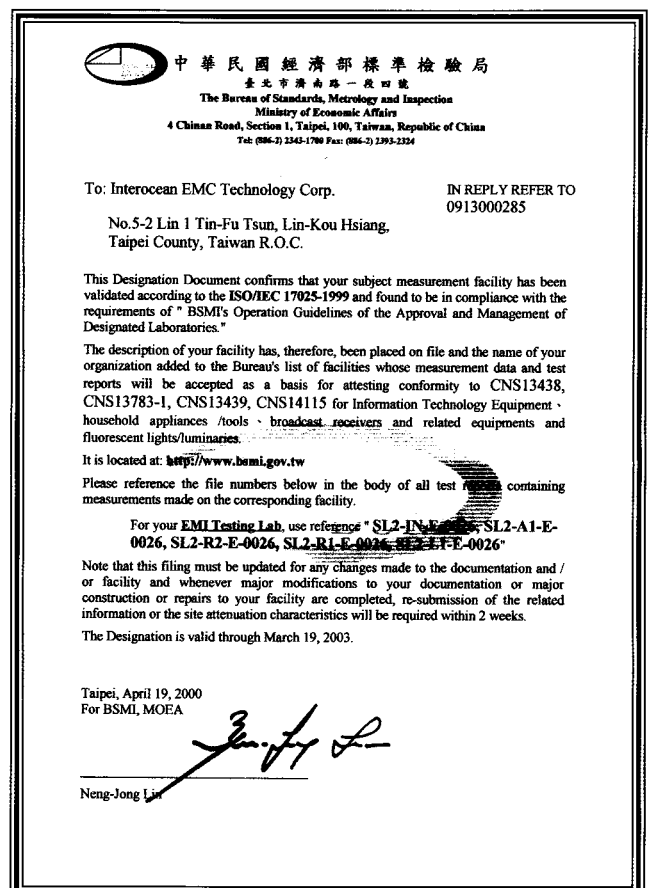 中華民國經濟部標準檢驗局
臺北市濟南路一段四號
The Bureau of Standards, Metrology and Inspection
Ministry of Economic Affairs
4 Chinan Road, Section 1, Taipei, 100, Taiwan, Republic of China
Tel: (886-2) 2343-1700 Fax: (886-2) 2393-2324
To: Interocean EMC Technology Corp.
IN REPLY REFER TO
0913000285
No.5-2 Lin 1 Tin-Fu Tsun, Lin-Kou Hsiang,
Taipei County, Taiwan R.O.C.
This Designation Document confirms that your subject measurement facility has been
validated according to the ISO/IEC 17025-1999 and found to be in compliance with the
requirements of " BSMI's Operation Guidelines of the Approval and Management of
Designated Laboratories."
The description of your facility has, therefore, been placed on file and the name of your
organization added to the Bureau's list of facilities whose measurement data and test
reports will be accepted as a basis for attesting conformity to CNS13438,
CNS13783-1, CNS13439, CNS14115 for Information Technology Equipment、
household appliances /tools、broadcast receivers and related equipments and
fluorescent lights/luminaries.
It is located at: http://www.bsmi.gov.tw
Please reference the file numbers below in the body of all test reports containing
measurements made on the corresponding facility.
For your EMI Testing Lab, use reference " SL2-IN-E-0026, SL2-A1-E-
0026, SL2-R2-E-0026, SL2-R1-E-0026, SL2-L1-E-0026"
Note that this filing must be updated for any changes made to the documentation and /
or facility and whenever major modifications to your documentation or major
construction or repairs to your facility are completed, re-submission of the related
information or the site attenuation characteristics will be required within 2 weeks.
The Designation is valid through March 19, 2003.
Taipei, April 19, 2000
For BSMI, MOEA
Neng-Jong Lin